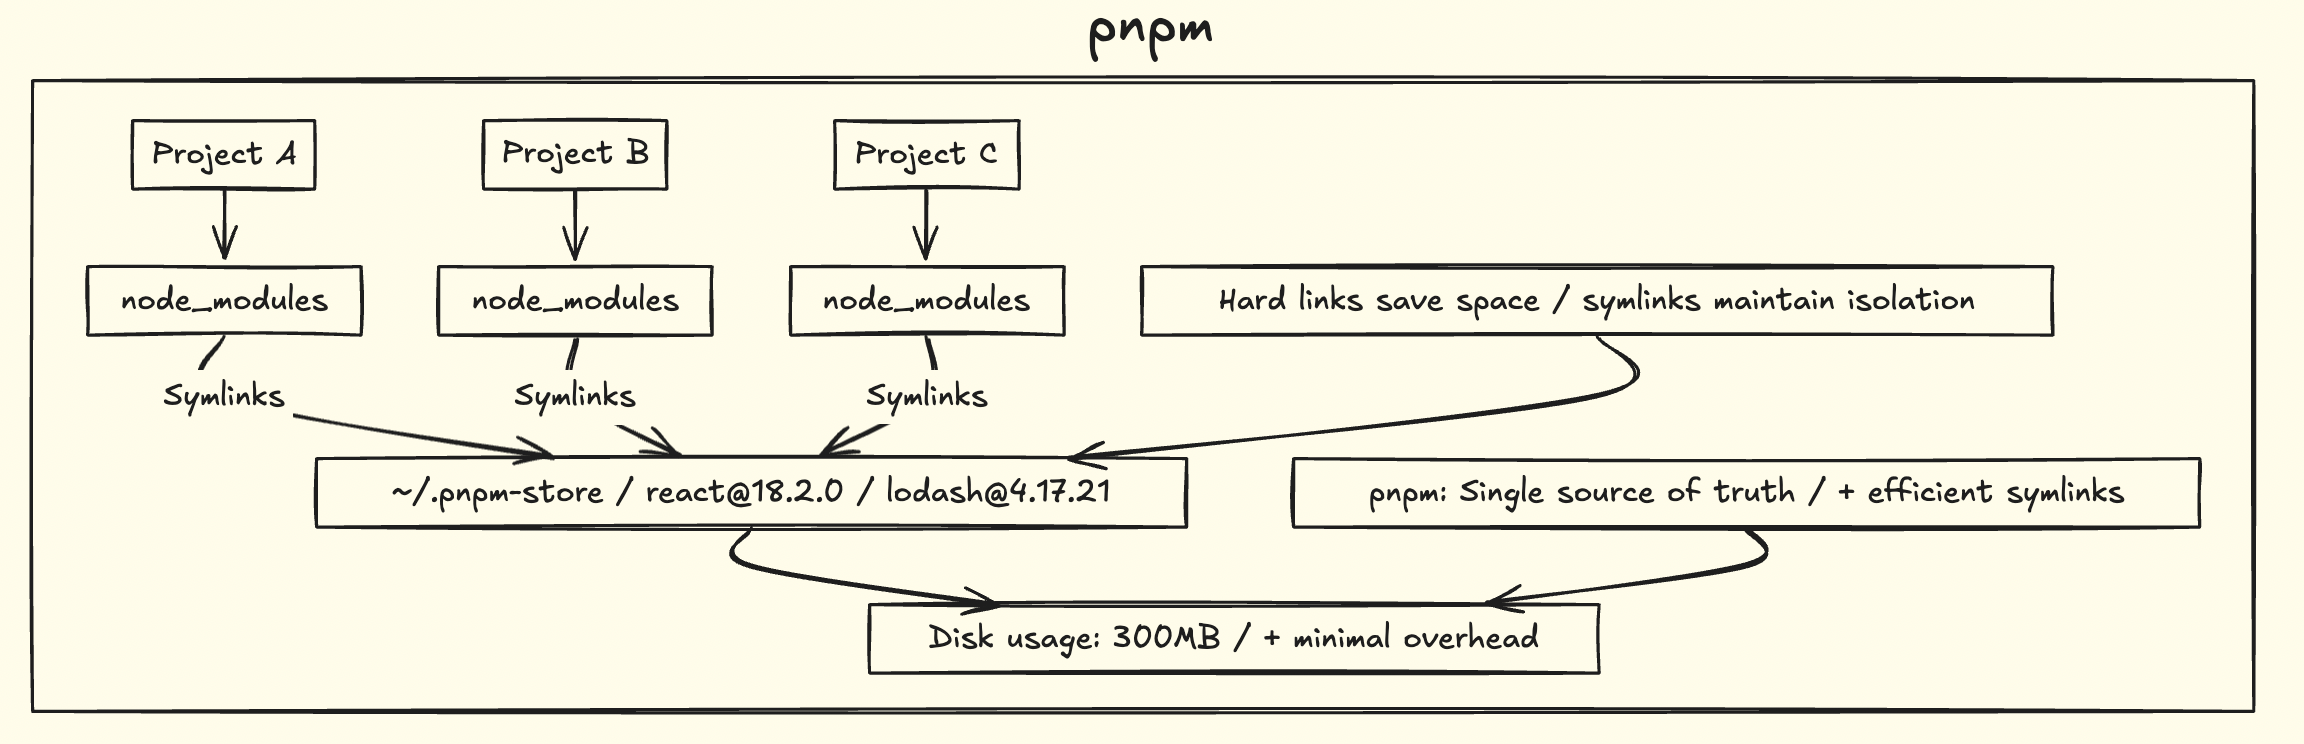 pnpm
Project A
Project B
Project C
node_modules
node_modules
node_modules
Hard links save space / symlinks maintain isolation
Symlinks
Symlinks
Symlinks
~/.pnpm-store / react@18.2.0 / lodash@4.17.21
pnpm: Single source of truth / + efficient symlinks
Disk usage: 300MB / + minimal overhead